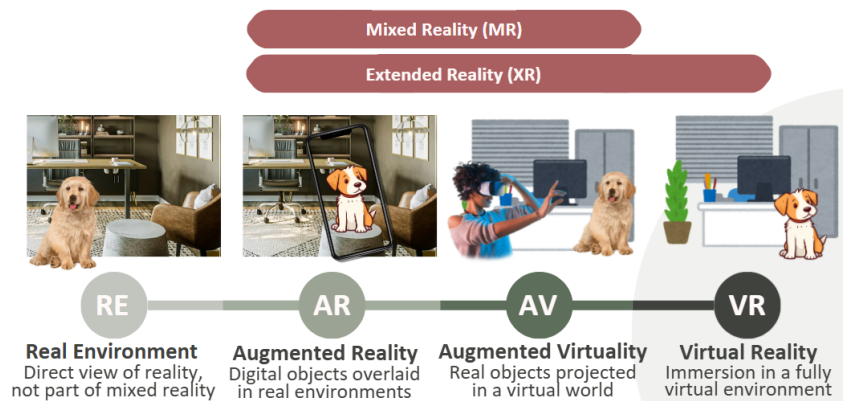 Mixed Reality (MR)
Extended Reality (XR)
RE
AR
AV
VR
Real Environment
Direct view of reality,
not part of mixed reality
Augmented Reality
Digital objects overlaid
in real environments
Augmented Virtuality
Real objects projected
in a virtual world
Virtual Reality
Immersion in a fully
virtual environment